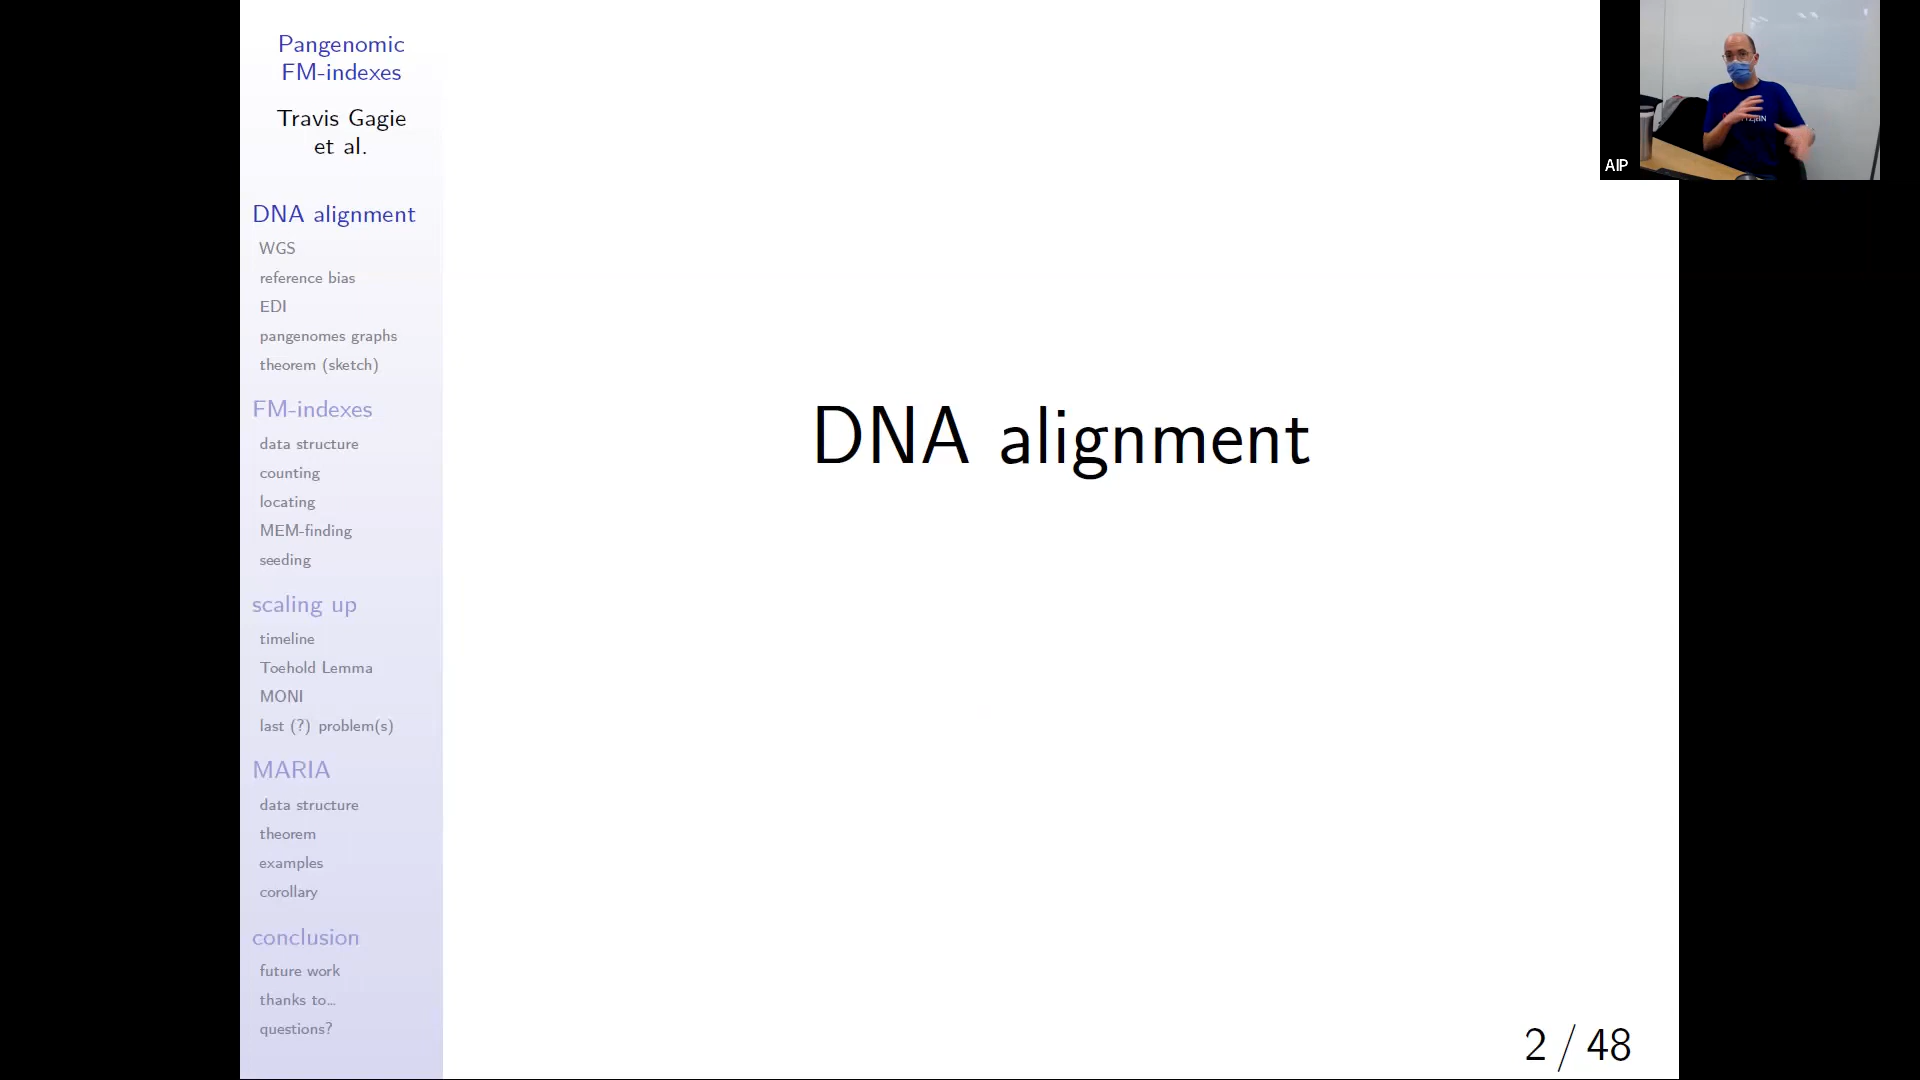 Pangenomic
FM-indexes
Travis Gagie
et al.
DNA alignment
WGS
reference bias
EDI
pangenomes graphs
theorem (sketch)
FM-indexes
data structure
counting
locating
MEM-finding
seeding
scaling up
timeline
Toehold Lemma
MONI
last (?) problem(s)
MARIA
data structure
theorem
examples
corollary
conclusion
future work
thanks to...
questions?
DNA alignment
2 / 48
AIP